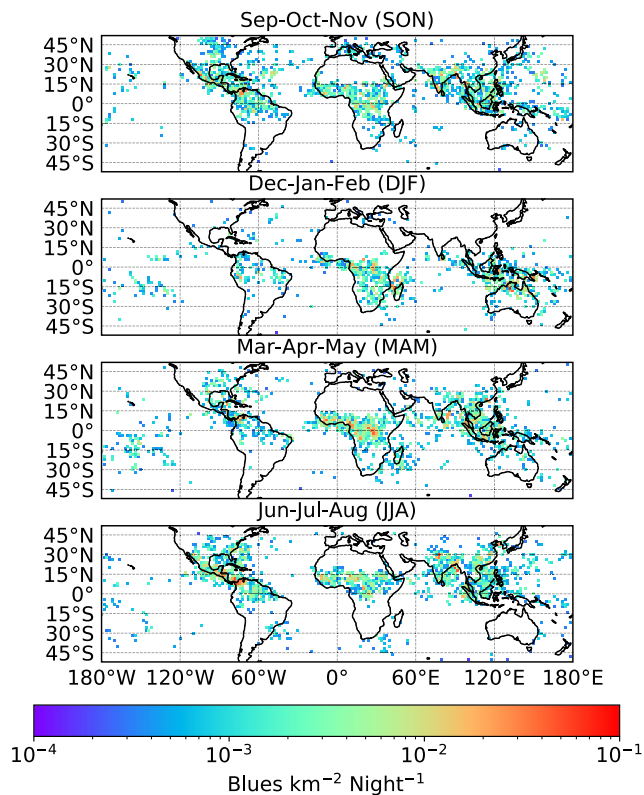 Sep-Oct-Nov (SON)
45°N
30°N
15°N
0°
15°S
30°S
45°S
Dec-Jan-Feb (DJF)
45°N
30°N
15°N
0°
15°S
30°S
45°S
Mar-Apr-May (MAM)
45°N
30°N
15°N
0°
15°S
30°S
45°S
Jun-Jul-Aug (JJA)
45°N
30°N
15°N
0°
15°S
30°S
45°S
180°W 120°W 60°W 0° 60°E 120°E 180°E
10⁻⁴ 10⁻³ 10⁻² 10⁻¹
Blues km⁻² Night⁻¹